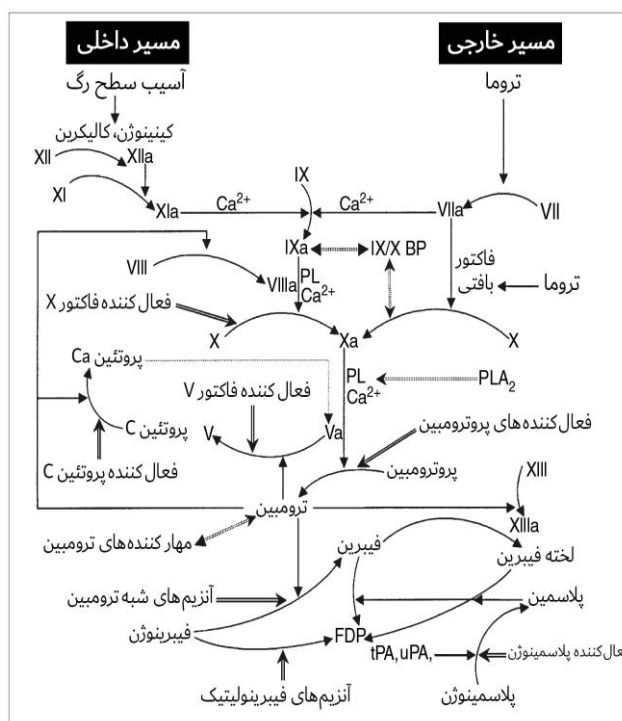 مسیر داخلی
مسیر خارجی
آسیب سطح رگ
تروما
کینینوژن، کالیکرین
XII
XIIa
XI
XIa
Ca²⁺
IX
Ca²⁺
VIIa
VII
IXa
IX/X BP
فاکتور
بافتی
تروما
VIII
VIIIa
PL
Ca²⁺
فعال کننده فاکتور X
X
Xa
X
پروتئین Ca
PL
Ca²⁺
PLA₂
فعال کننده فاکتور V
پروتئین C
V
Va
فعال کننده های پروترومبین
فعال کننده پروتئین C
پروترومبین
XIII
ترومبین
XIIIa
مهار کننده های ترومبین
فیبرین
لخته فیبرین
آنزیم های شبه ترومبین
پلاسمین
فیبرینوژن
FDP
tPA, uPA,
فعال کننده پلاسمینوژن
آنزیم های فیبرینولیتیک
پلاسمینوژن